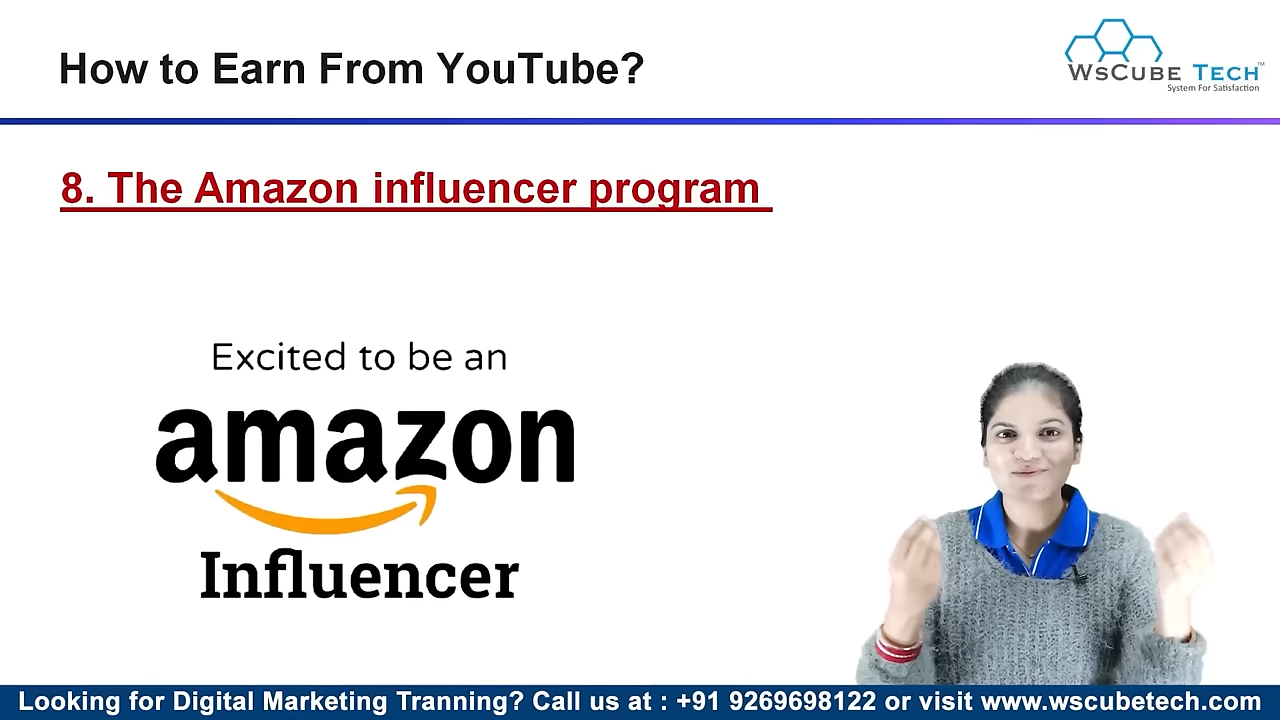 How to Earn From YouTube?
WsCube Tech™
System For Satisfaction
8. The Amazon influencer program
Excited to be an
amazon
Influencer
Looking for Digital Marketing Tranning? Call us at : +91 9269698122 or visit www.wscubetech.com